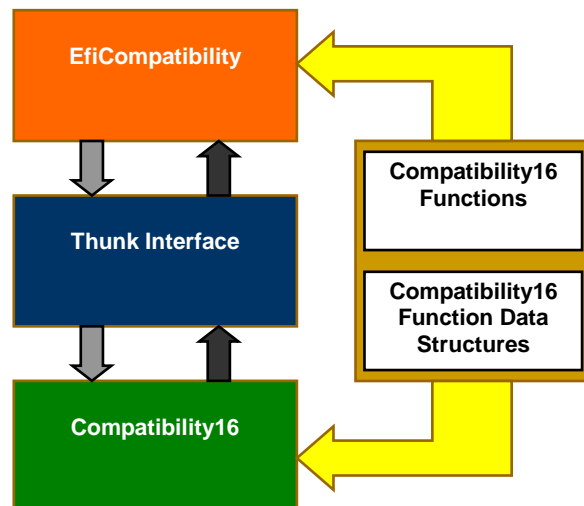 EfiCompatibility
Compatibility16
Functions
Thunk Interface
Compatibility16
Function Data
Structures
Compatibility16